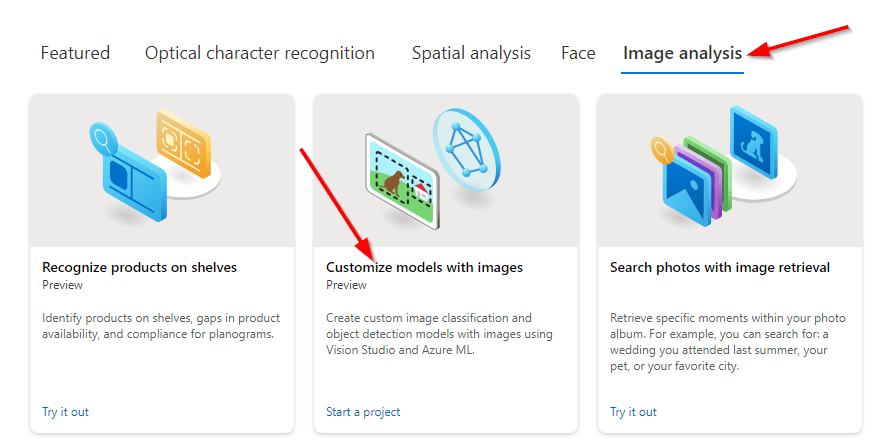 Featured Optical character recognition Spatial analysis Face Image analysis
Recognize products on shelves
Preview
Identify products on shelves, gaps in product
availability, and compliance for planograms.
Try it out
Customize models with images
Preview
Create custom image classification and
object detection models with images using
Vision Studio and Azure ML.
Start a project
Search photos with image retrieval
Retrieve specific moments within your photo
album. For example, you can search for: a
wedding you attended last summer, your
pet, or your favorite city.
Try it out